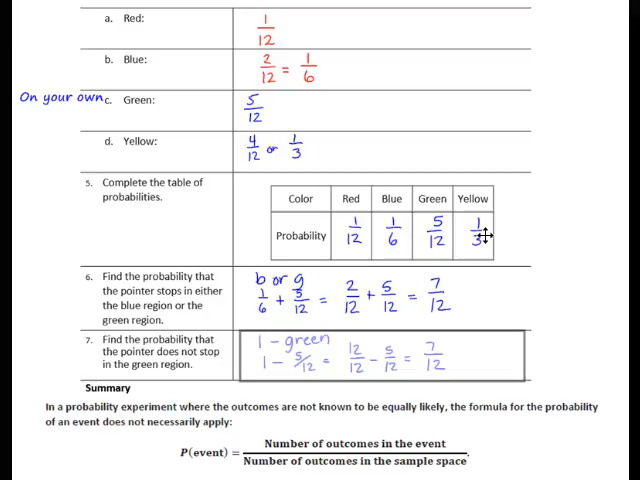 a. Red:
1/12
b. Blue:
2/12 = 1/6
On your own
c. Green:
5/12
d. Yellow:
4/12 or 1/3
5. Complete the table of
probabilities.
Color Red Blue Green Yellow
Probability 1/12 1/6 5/12 1/3
6. Find the probability that
the pointer stops in either
the blue region or the
green region.
b or g
1/6 + 5/12 = 2/12 + 5/12 = 7/12
7. Find the probability that
the pointer does not stop
in the green region.
1 - green
1 - 5/12 = 12/12 - 5/12 = 7/12
Summary
In a probability experiment where the outcomes are not known to be equally likely, the formula for the probability
of an event does not necessarily apply:
P(event) = Number of outcomes in the event / Number of outcomes in the sample space.